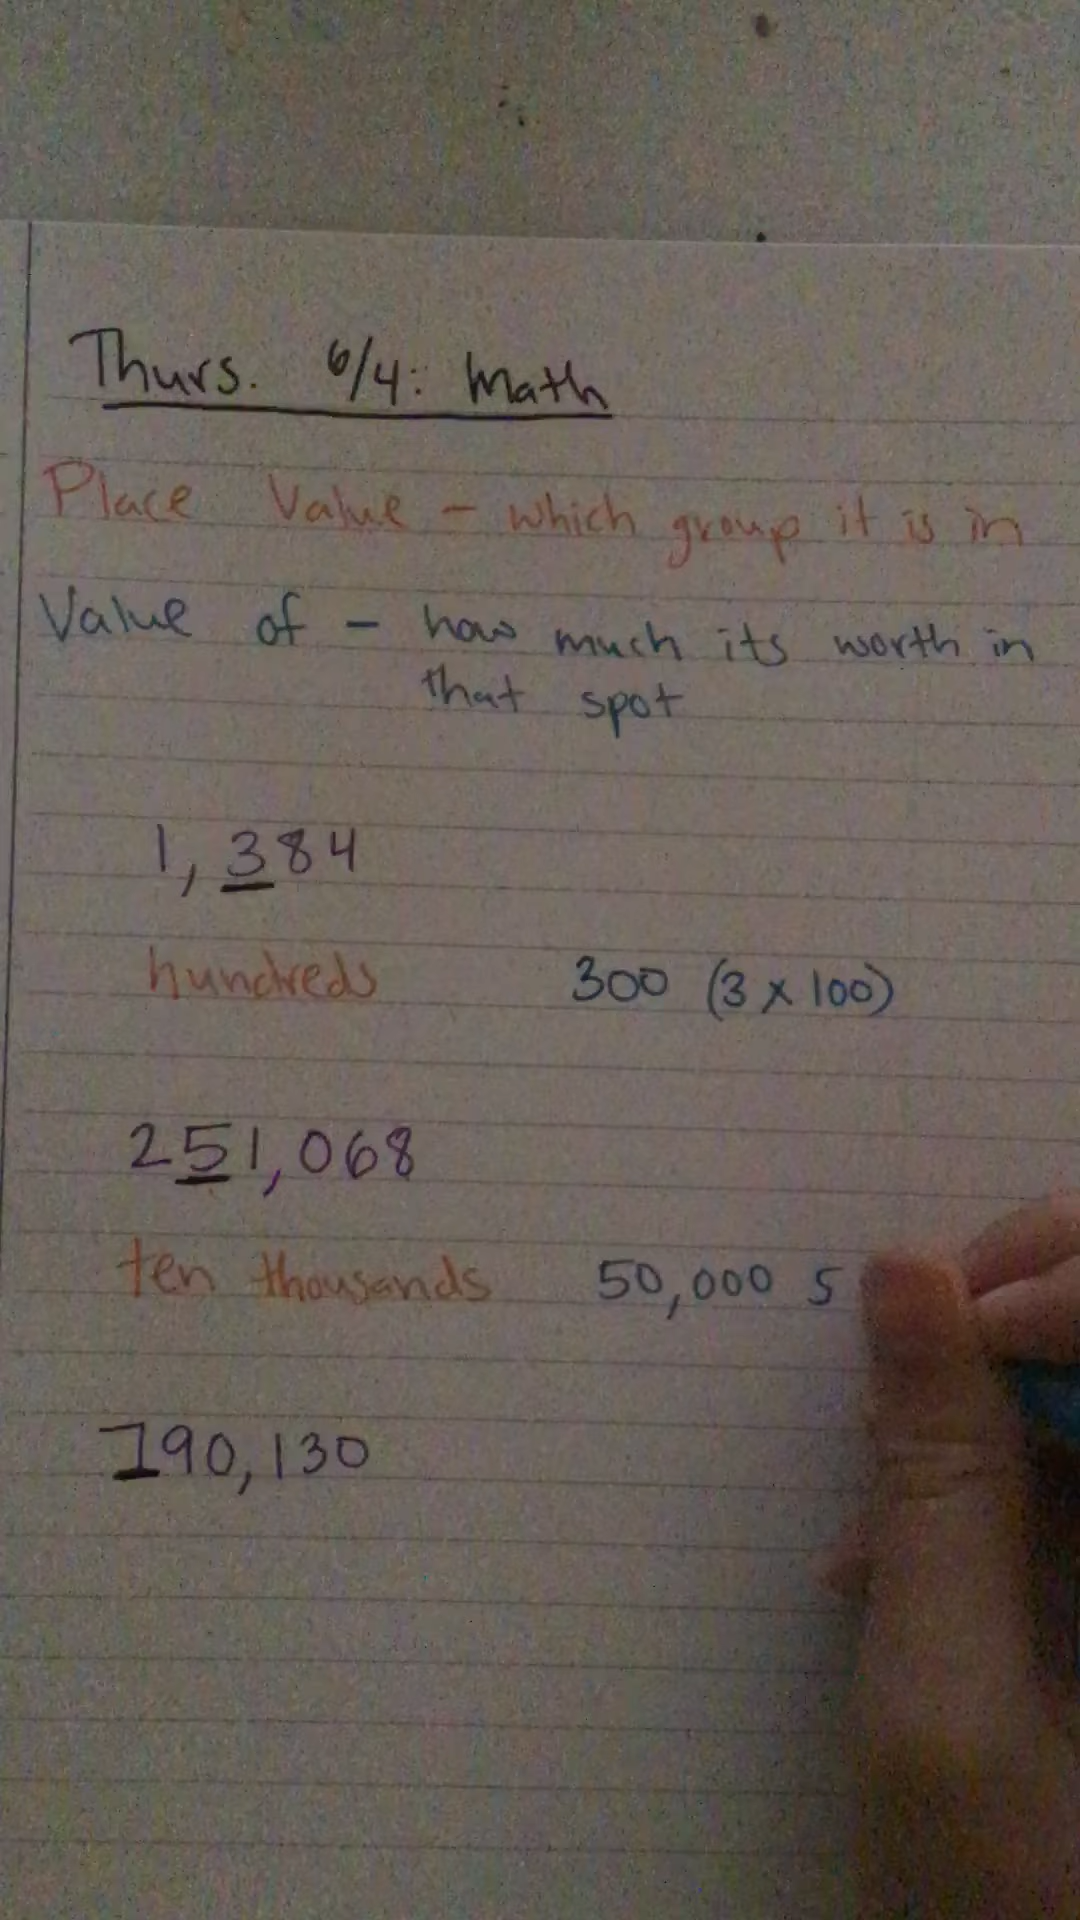 Thurs. 6/4: Math
Place Value - which group it is in
Value of - how much its worth in
that spot
1,384
hundreds 300 (3 x 100)
251,068
ten thousands 50,000 5
190,130